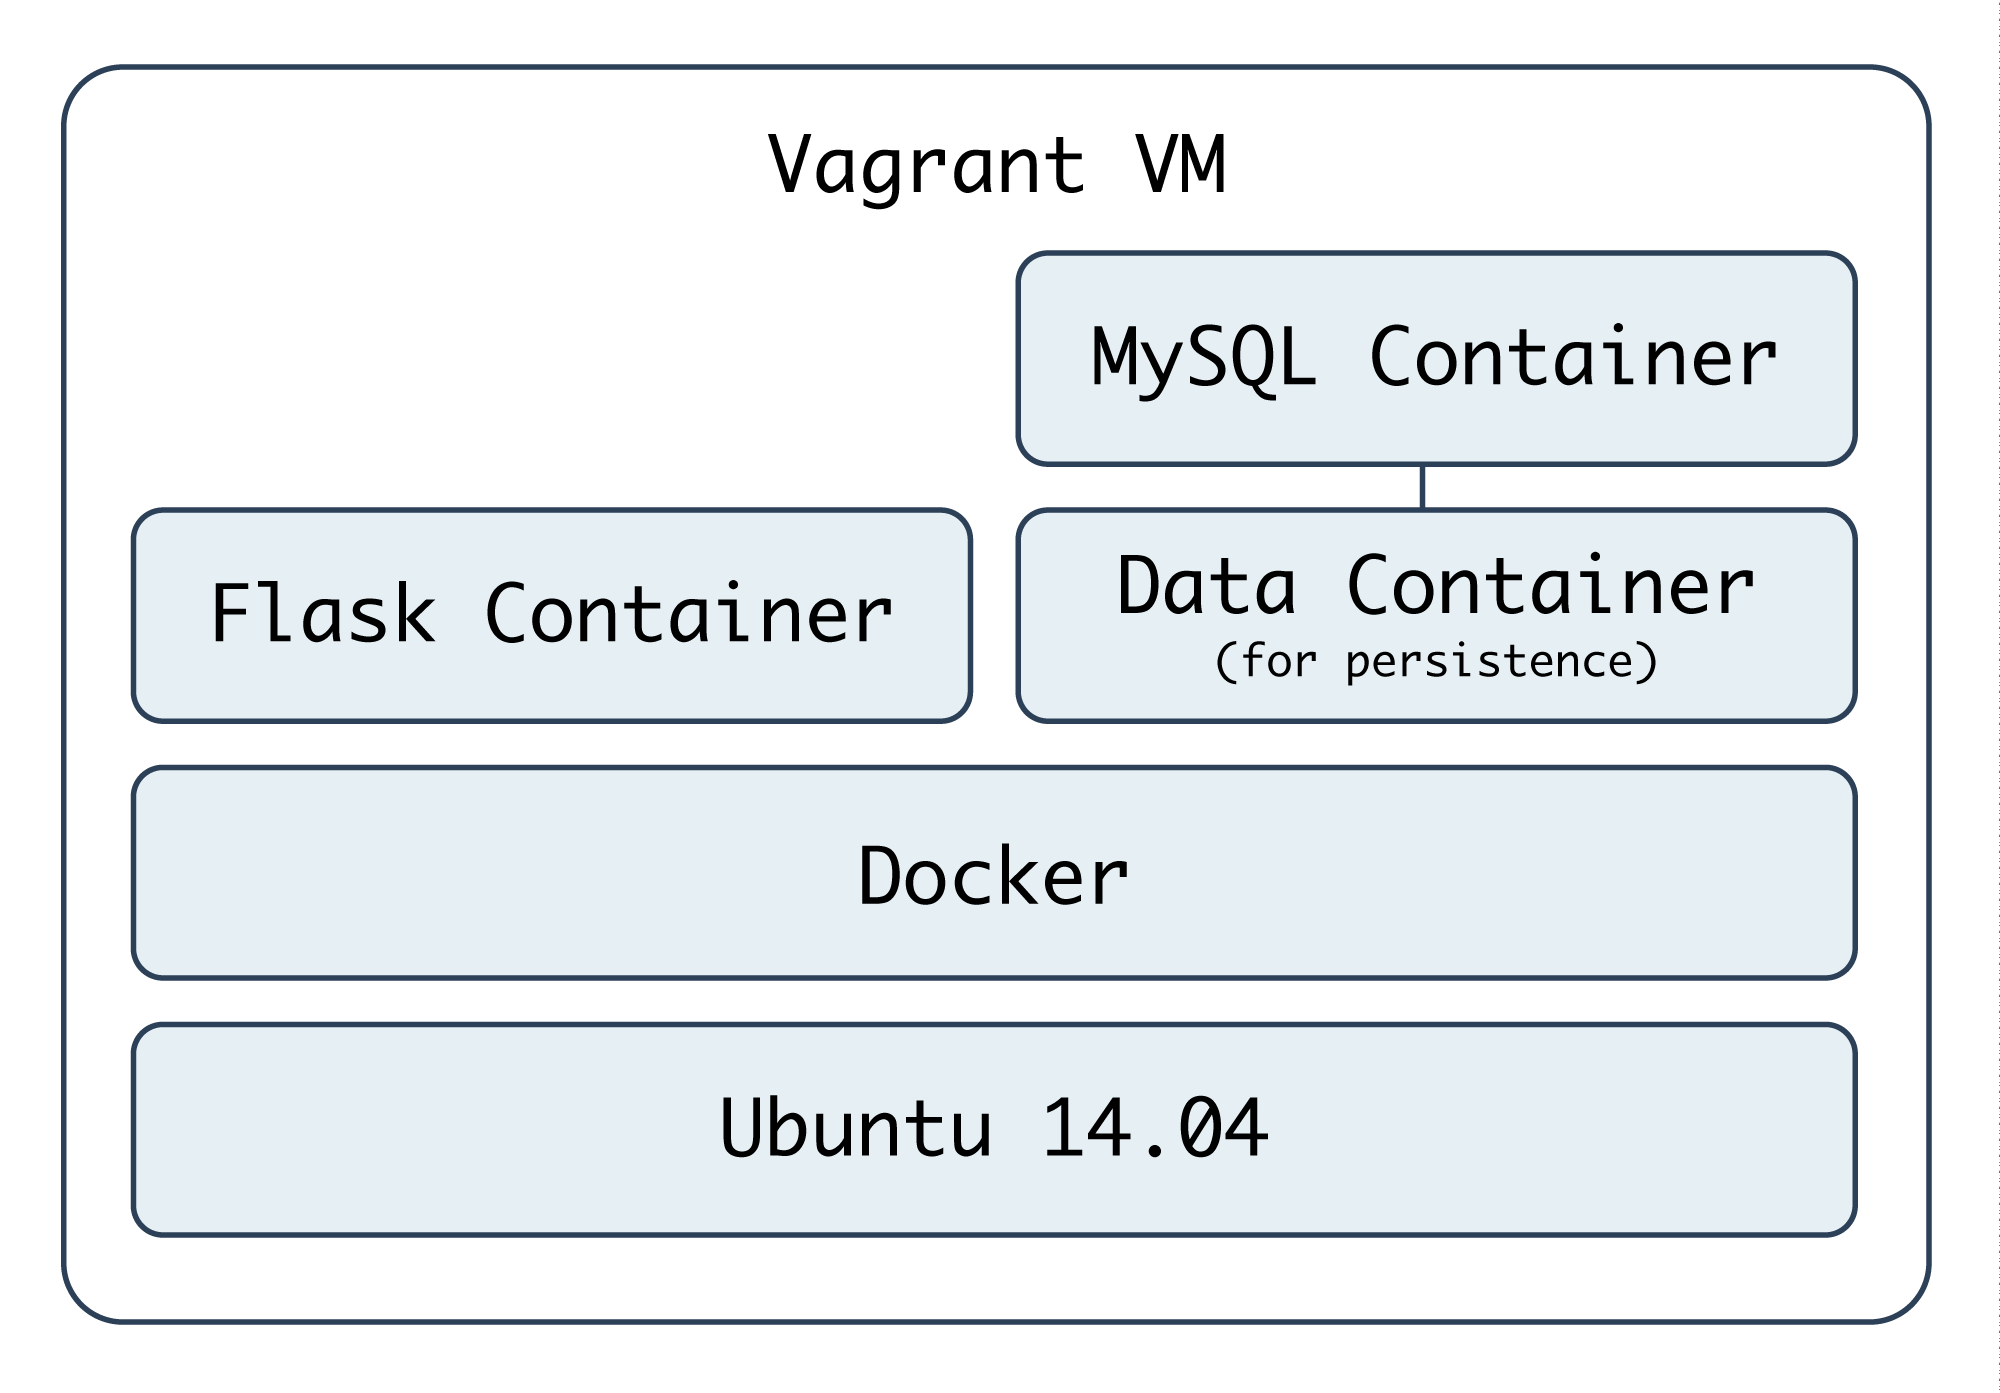 Vagrant VM
MySQL Container
Flask Container
Data Container
(for persistence)
Docker
Ubuntu 14.04